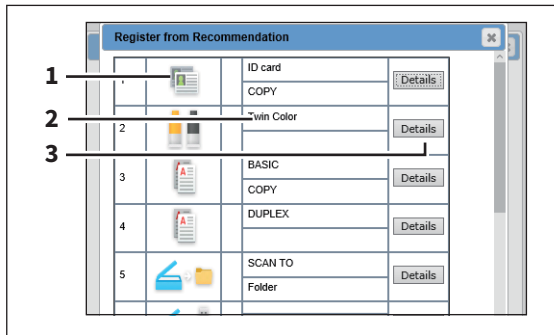 Register from Recommendation
1
1
ID card
COPY
Details
2
2
Twin Color
Details
3
3
BASIC
COPY
Details
4
DUPLEX
Details
5
SCAN TO
Folder
Details